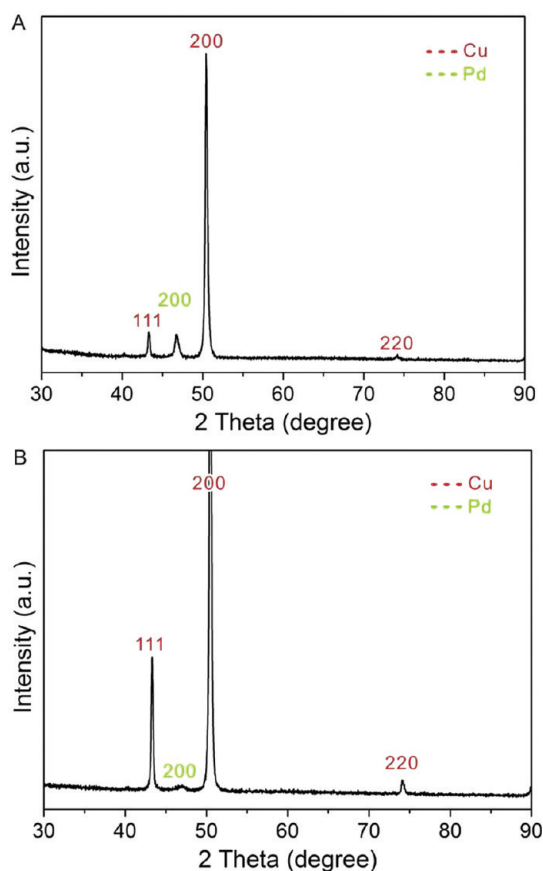 A
200
Cu
Pd
Intensity (a.u.)
200
111
220
30 40 50 60 70 80 90
2 Theta (degree)
B
200
Cu
Pd
Intensity (a.u.)
111
200
220
30 40 50 60 70 80 90
2 Theta (degree)